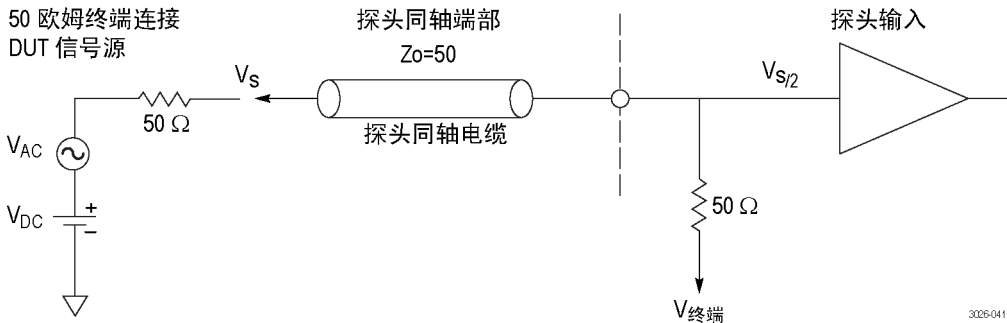 50 欧姆终端连接
DUT 信号源
探头同轴端部
Zo=50
探头输入
VS
VS/2
50 Ω
探头同轴电缆
VAC
VDC
+
−
50 Ω
V终端
3026-041